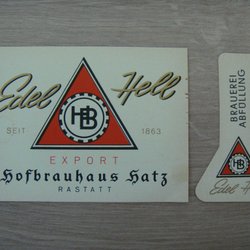 Edel Hell
HB
SEIT 1863
EXPORT
Hofbrauhaus Hatz
RASTATT
BRAUEREI
ABFÜLLUNG
HB
Edel Hell